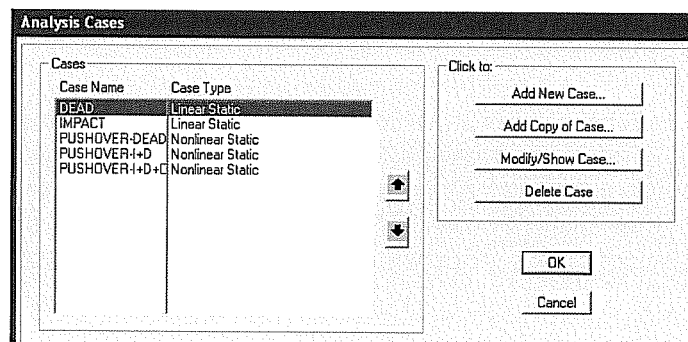 Analysis Cases
Cases
Case Name Case Type
DEAD Linear Static
IMPACT Linear Static
PUSHOVER-DEAD Nonlinear Static
PUSHOVER-I+D Nonlinear Static
PUSHOVER-I+D+ Nonlinear Static
Click to:
Add New Case...
Add Copy of Case...
Modify/Show Case...
Delete Case
OK
Cancel